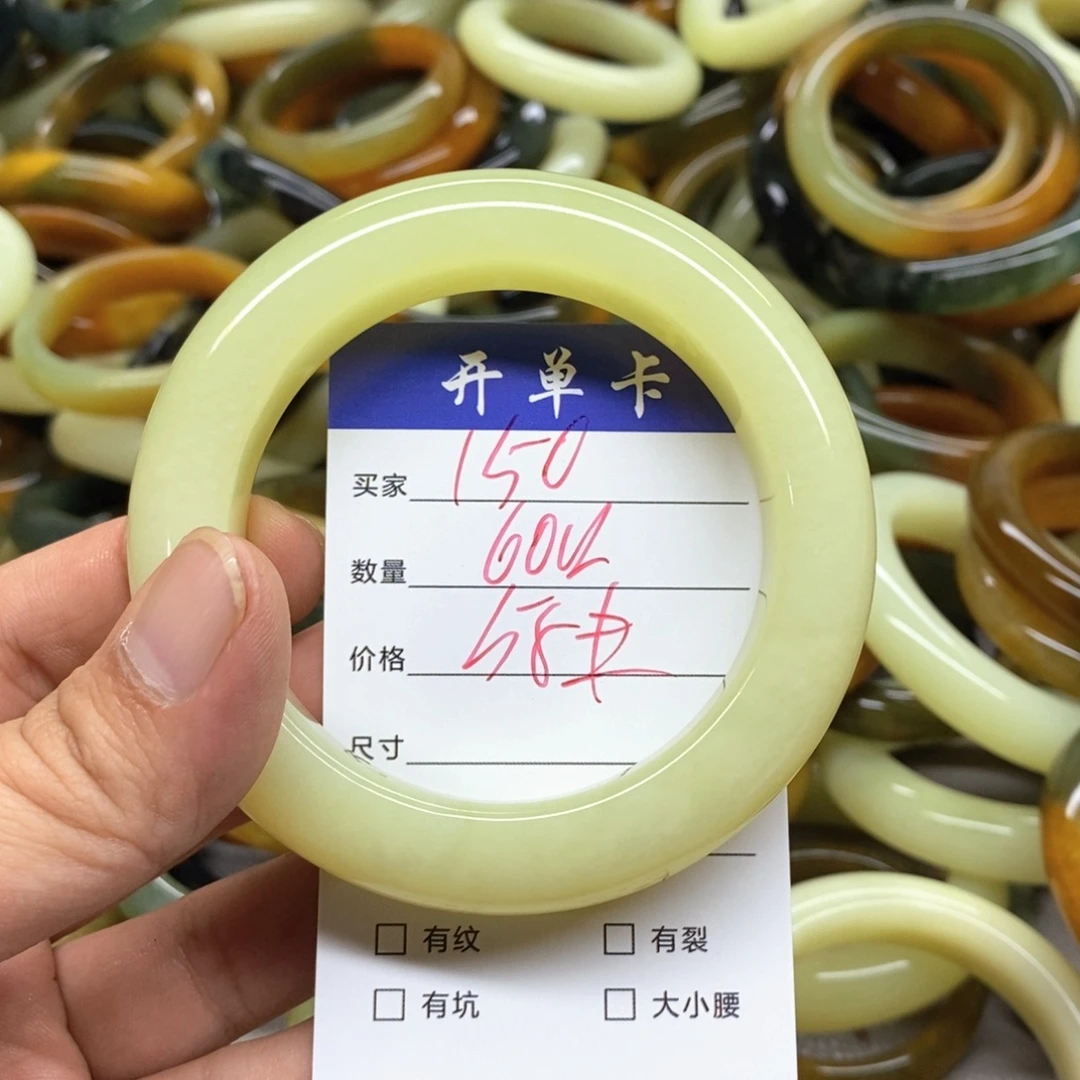 开单卡
买家 150
数量
价格
尺寸
□ 有纹 □ 有裂
□ 有坑 □ 大小腰